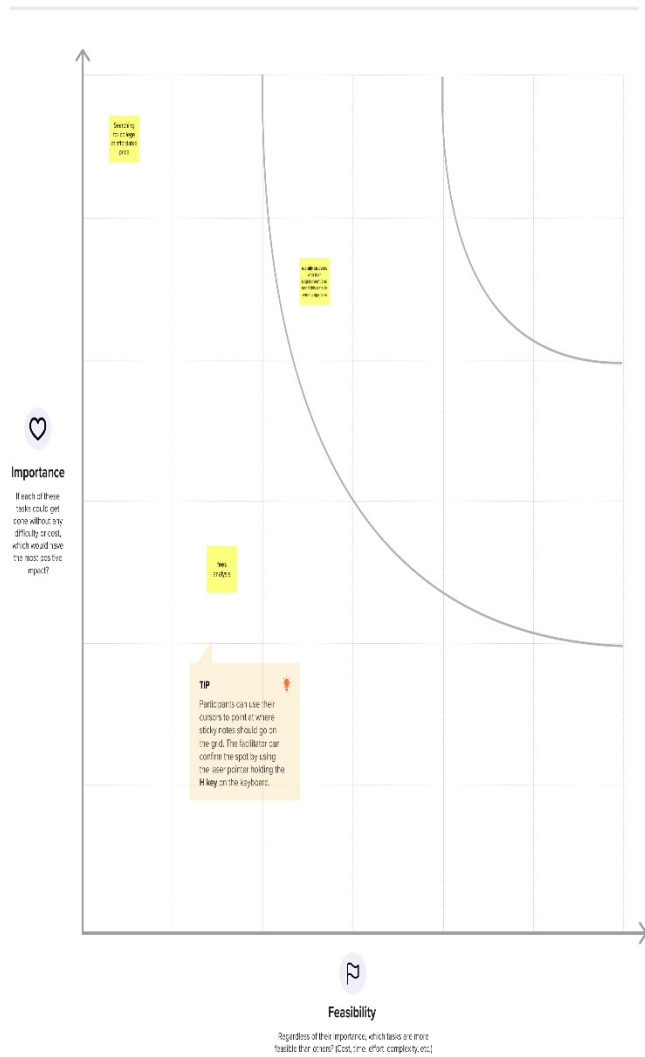 Searching
for college
at affordable
price
Importance
If each of these
tasks could get
done without any
difficulty or cost,
which would have
the most positive
impact?
Fees
analysis
TIP
Participants can use their
cursors to point at where
sticky notes should go on
the grid. The facilitator can
confirm the spot by using
the laser pointer holding the
H key on the keyboard.
Feasibility
Regardless of their importance, which tasks are more
feasible than others? (Cost, time, effort, complexity, etc.)